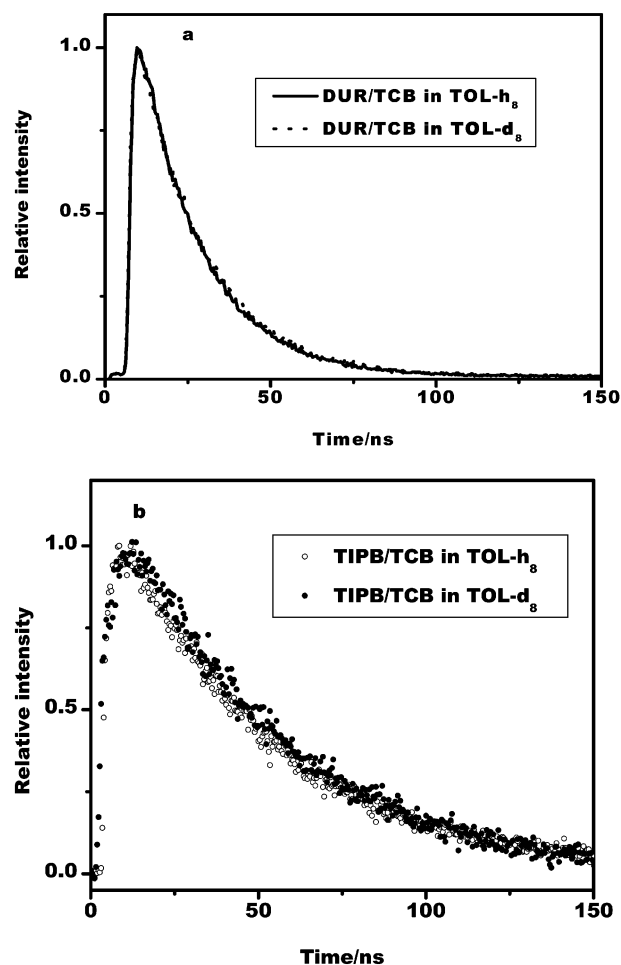 a
1.0
DUR/TCB in TOL-h8
DUR/TCB in TOL-d8
Relative intensity
0.5
0.0
0 50 100 150
Time/ns
b
1.0
TIPB/TCB in TOL-h8
TIPB/TCB in TOL-d8
Relative intensity
0.5
0.0
0 50 100 150
Time/ns